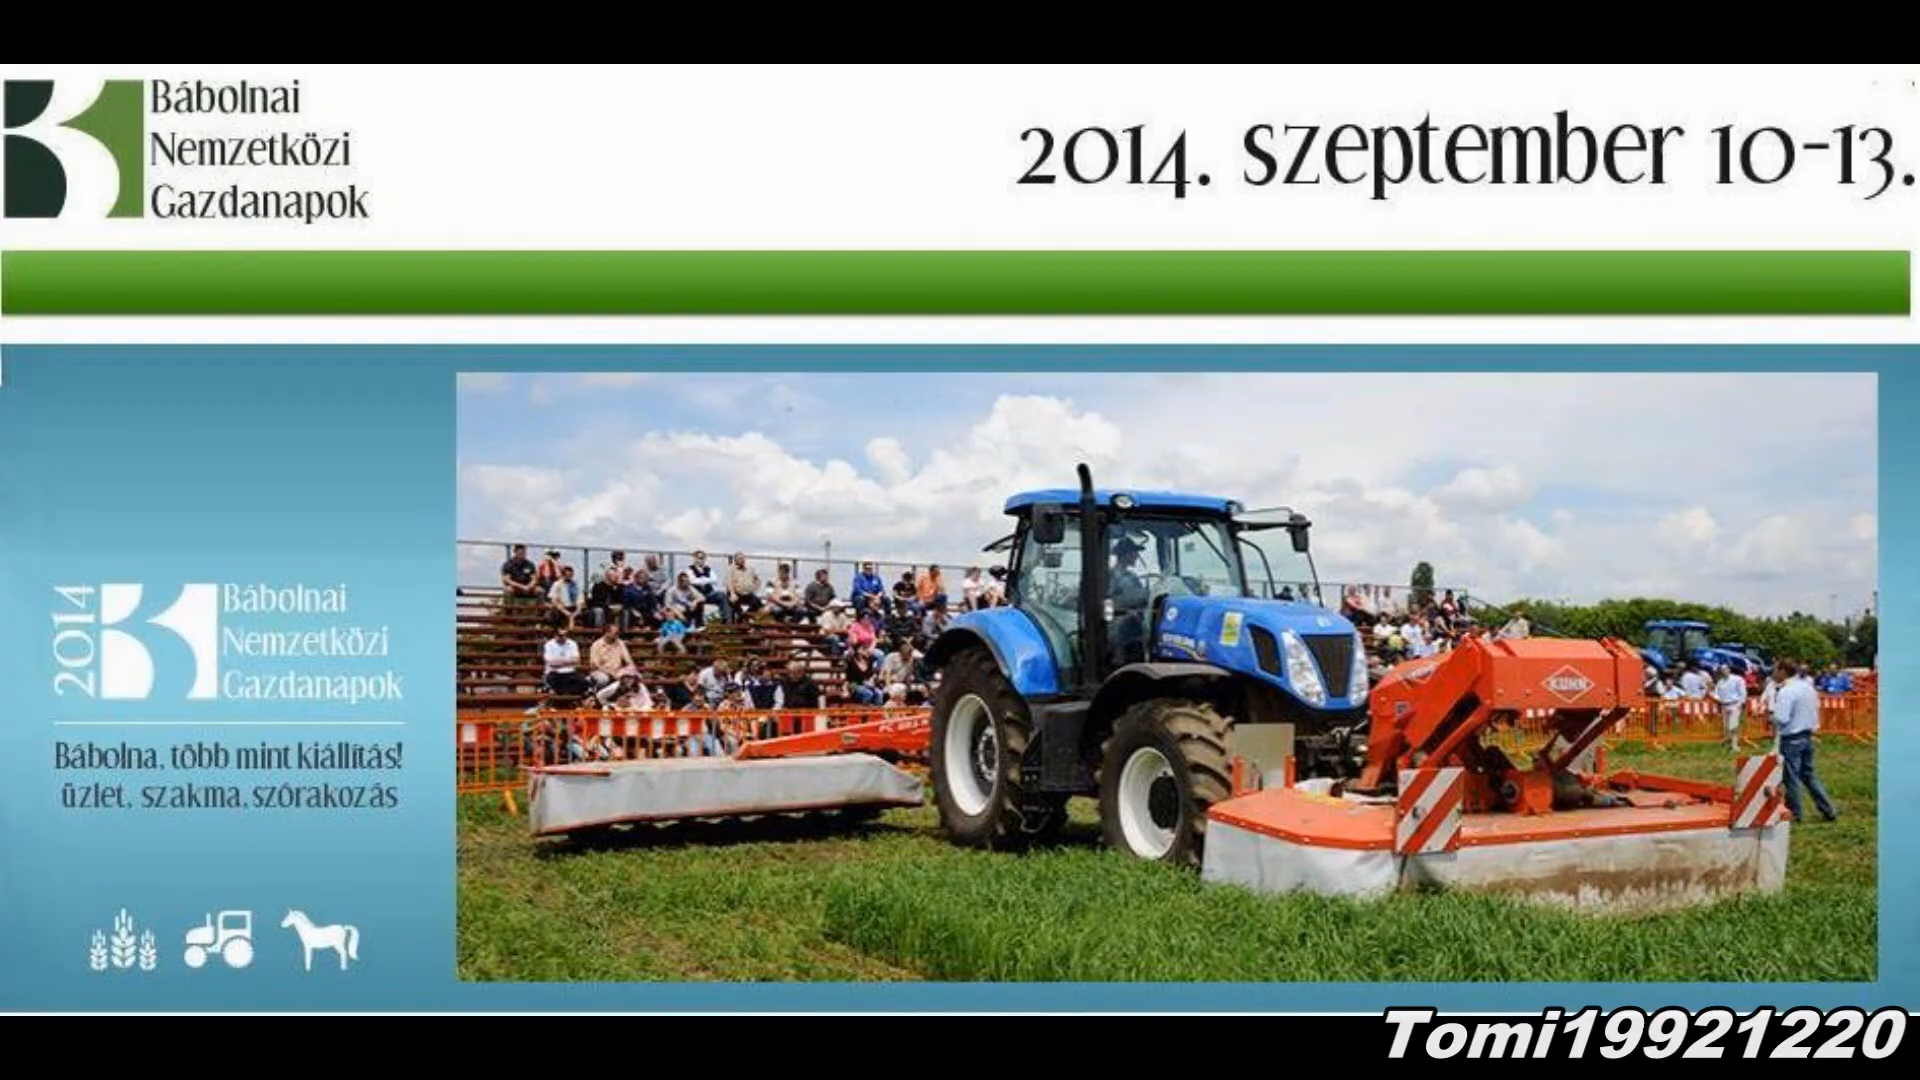 Bábolnai
Nemzetközi
Gazdanapok
2014. szeptember 10-13.
2014
Bábolnai
Nemzetközi
Gazdanapok
Bábolna, több mint kiállítás!
üzlet, szakma, szórakozás
KUHN
Tomi19921220